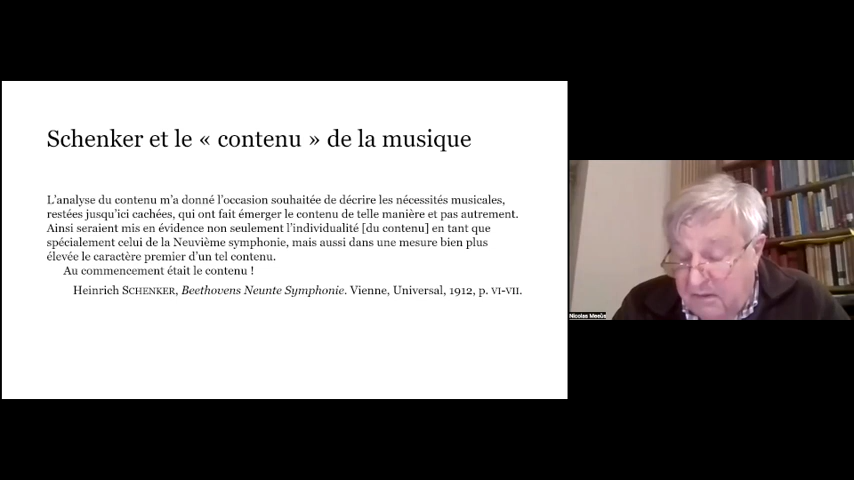 Schenker et le « contenu » de la musique
L'analyse du contenu m'a donné l'occasion souhaitée de décrire les nécessités musicales,
restées jusqu'ici cachées, qui ont fait émerger le contenu de telle manière et pas autrement.
Ainsi seraient mis en évidence non seulement l'individualité [du contenu] en tant que
spécialement celui de la Neuvième symphonie, mais aussi dans une mesure bien plus
élevée le caractère premier d'un tel contenu.
Au commencement était le contenu !
Heinrich SCHENKER, Beethovens Neunte Symphonie. Vienne, Universal, 1912, p. VI-VII.
Nicolas Meeùs